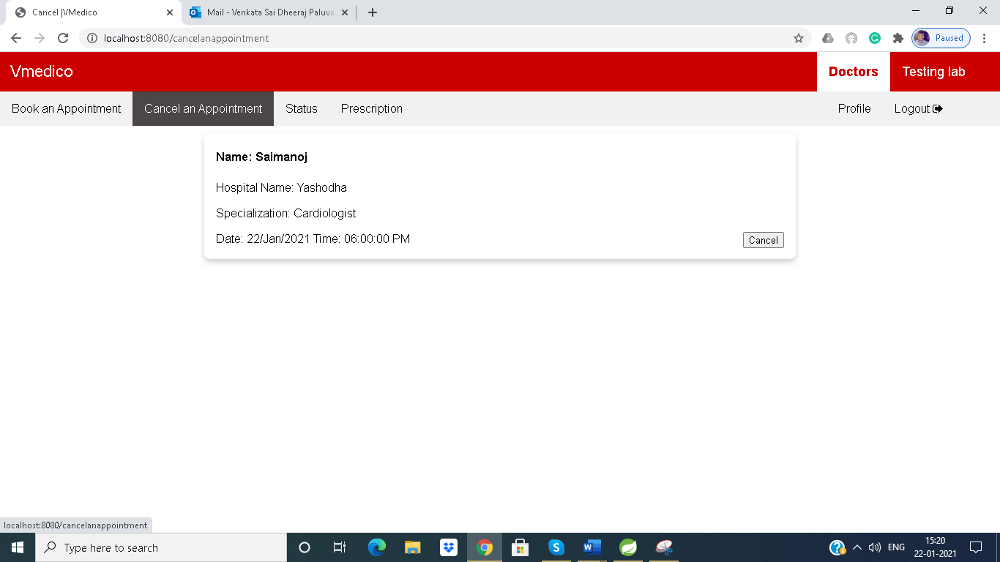 Cancel |VMedico
Mail - Venkata Sai Dheeraj Paluva
localhost:8080/cancelanappointment
Paused
Vmedico
Doctors
Testing lab
Book an Appointment
Cancel an Appointment
Status
Prescription
Profile
Logout
Name: Saimanoj
Hospital Name: Yashodha
Specialization: Cardiologist
Date: 22/Jan/2021 Time: 06:00:00 PM
Cancel
localhost:8080/cancelanappointment
Type here to search
ENG
15:20
22-01-2021